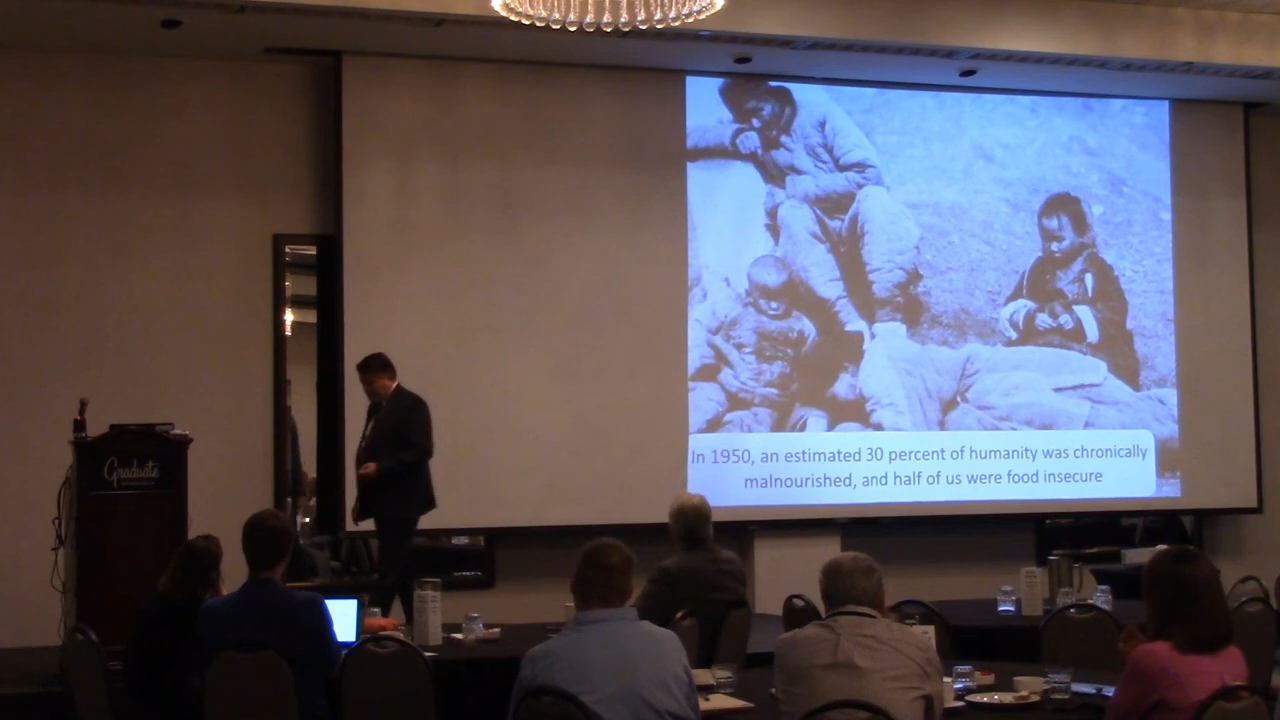 Graduate
In 1950, an estimated 30 percent of humanity was chronically
malnourished, and half of us were food insecure